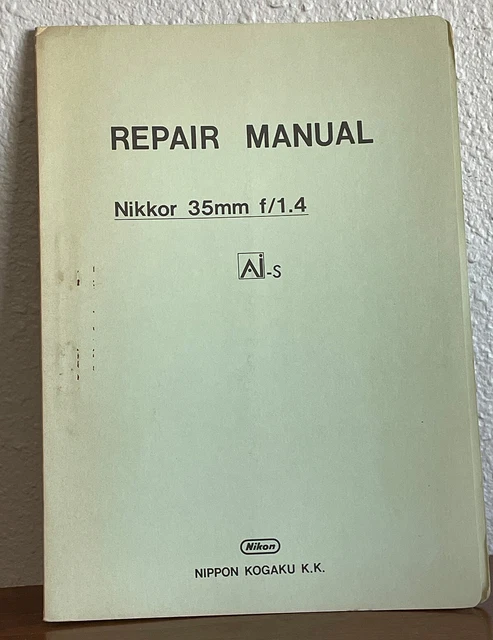 REPAIR MANUAL
Nikkor 35mm f/1.4
Ai-S
Nikon
NIPPON KOGAKU K.K.